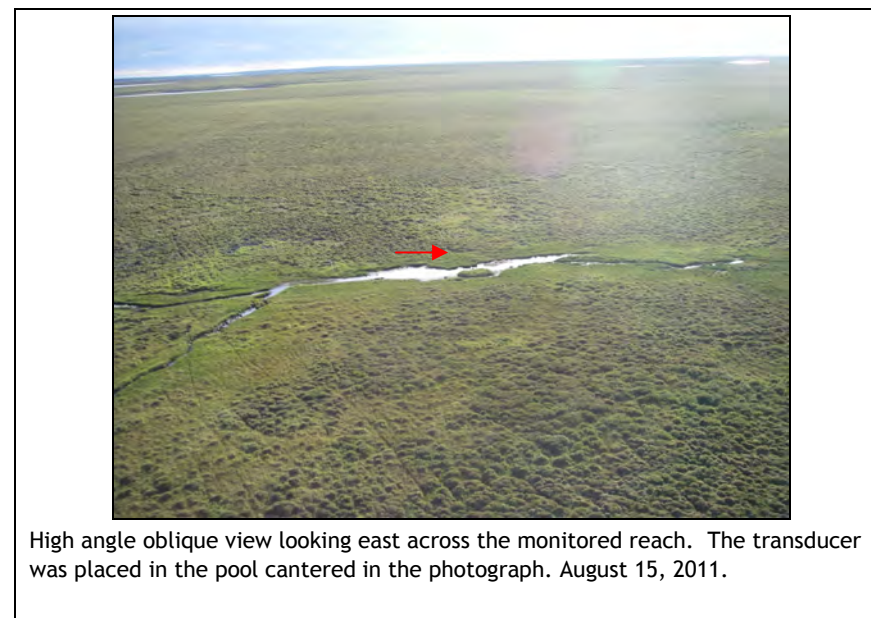 High angle oblique view looking east across the monitored reach.  The transducer
was placed in the pool cantered in the photograph. August 15, 2011.